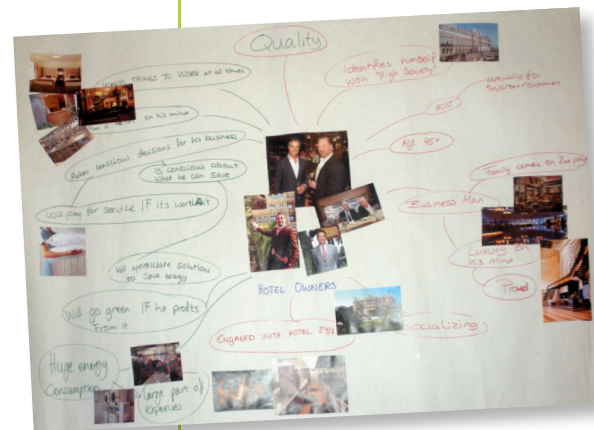 Quality
Identifies himself
with "High Society"
WANTS THINGS TO WORK at all times
especially for
HOST
on his minute
Makes conscious decisions for his business
AGE: 45+
is conscious about
what he can save
Family comes on 2nd place
Will pay for service IF its worth it
Business Man
Luxury on
his Mind
Proud
Will appreciate solutions
to save energy
HOTEL OWNERS
Will go green IF he profits
from it
ENGAGED WITH HOTEL 24/7
Socializing
Huge energy
Consumption
large part of
expenses